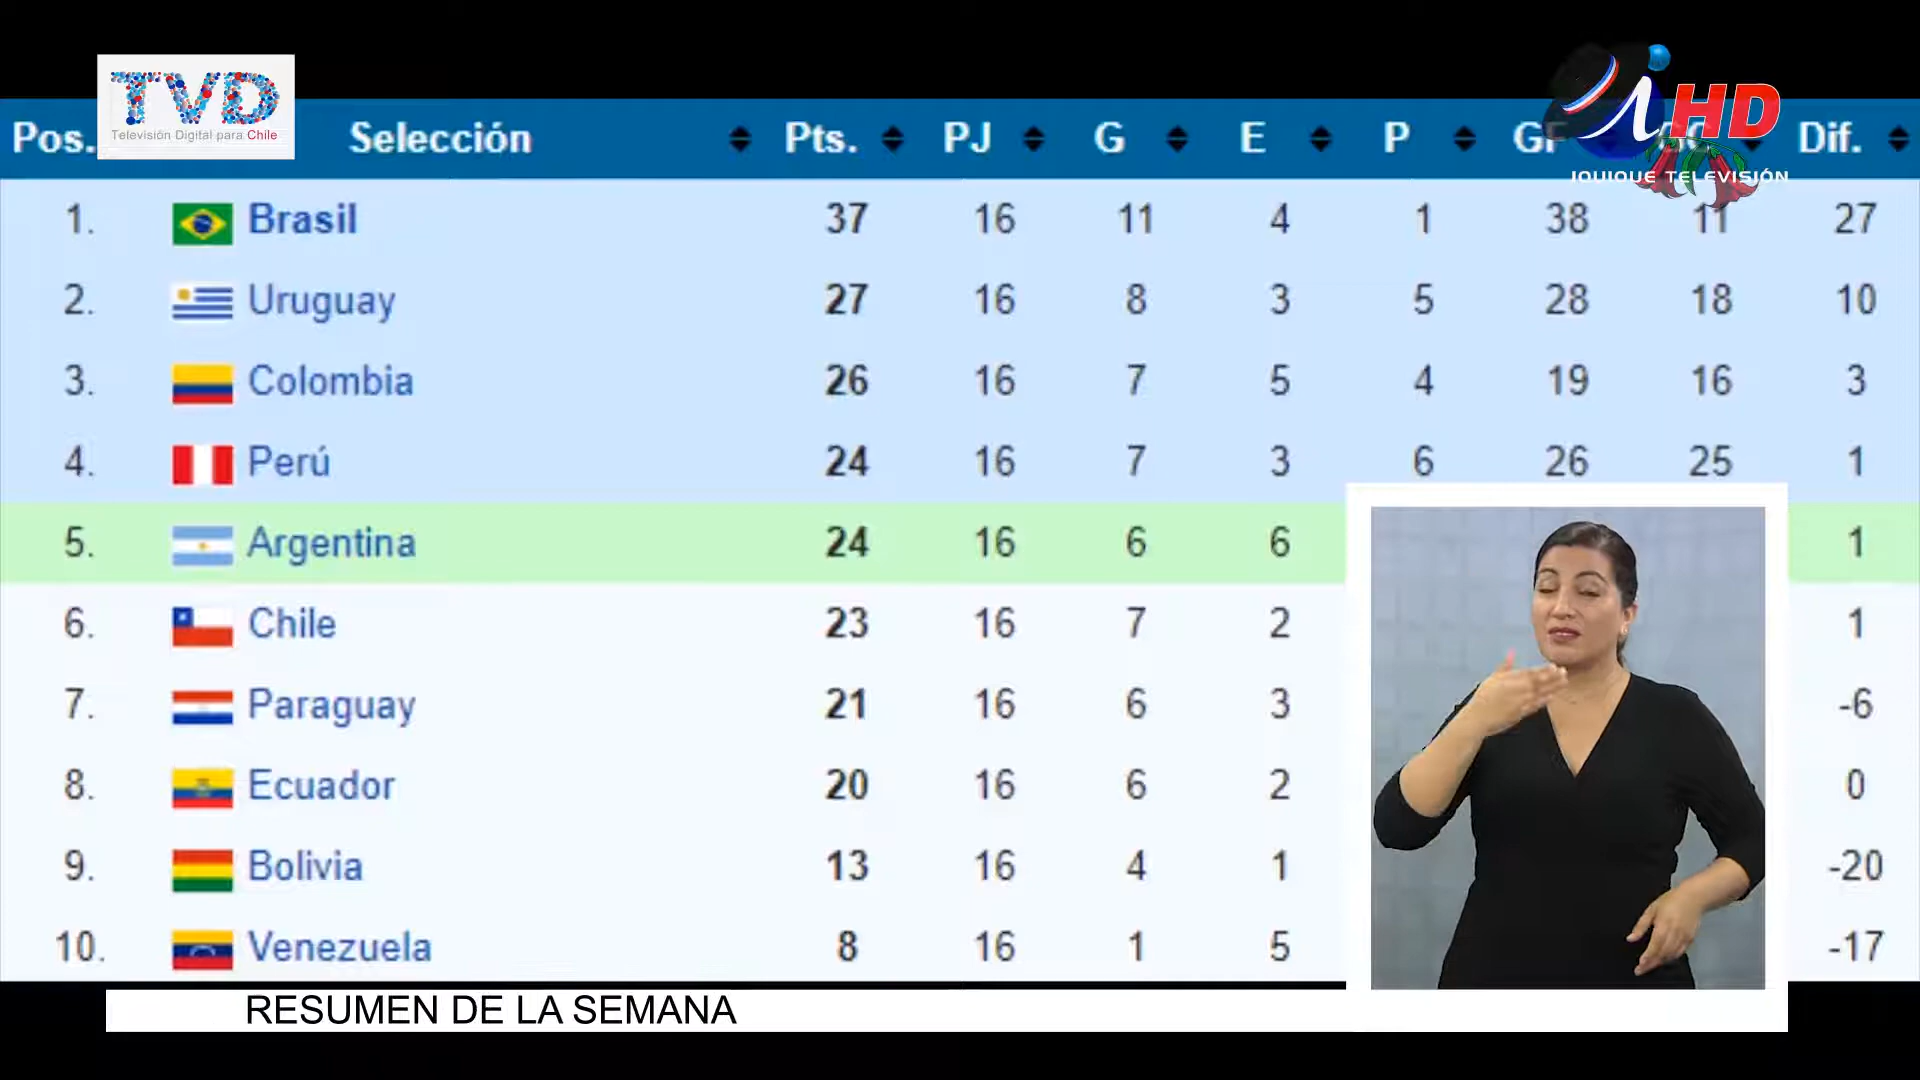 TVD
Televisión Digital para Chile
iHD
IQUIQUE TELEVISIÓN
Pos. Selección Pts. PJ G E P GF GC Dif.
1. Brasil 37 16 11 4 1 38 11 27
2. Uruguay 27 16 8 3 5 28 18 10
3. Colombia 26 16 7 5 4 19 16 3
4. Perú 24 16 7 3 6 26 25 1
5. Argentina 24 16 6 6 1
6. Chile 23 16 7 2 1
7. Paraguay 21 16 6 3 -6
8. Ecuador 20 16 6 2 0
9. Bolivia 13 16 4 1 -20
10. Venezuela 8 16 1 5 -17
RESUMEN DE LA SEMANA